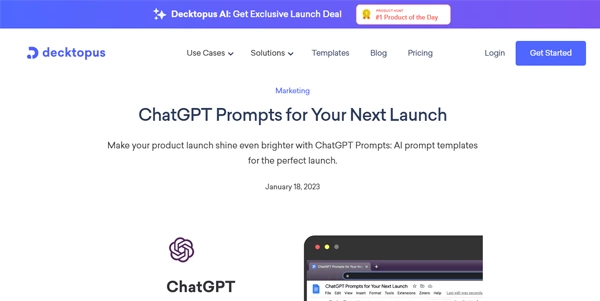 Decktopus AI: Get Exclusive Launch Deal
PRODUCT HUNT
#1 Product of the Day
decktopus
Use Cases
Solutions
Templates
Blog
Pricing
Login
Get Started
Marketing
ChatGPT Prompts for Your Next Launch
Make your product launch shine even brighter with ChatGPT Prompts: AI prompt templates
for the perfect launch.
January 18, 2023
ChatGPT
ChatGPT Prompts for Your Next Launch
File Edit View Insert Format Tools Extensions Zotero Help